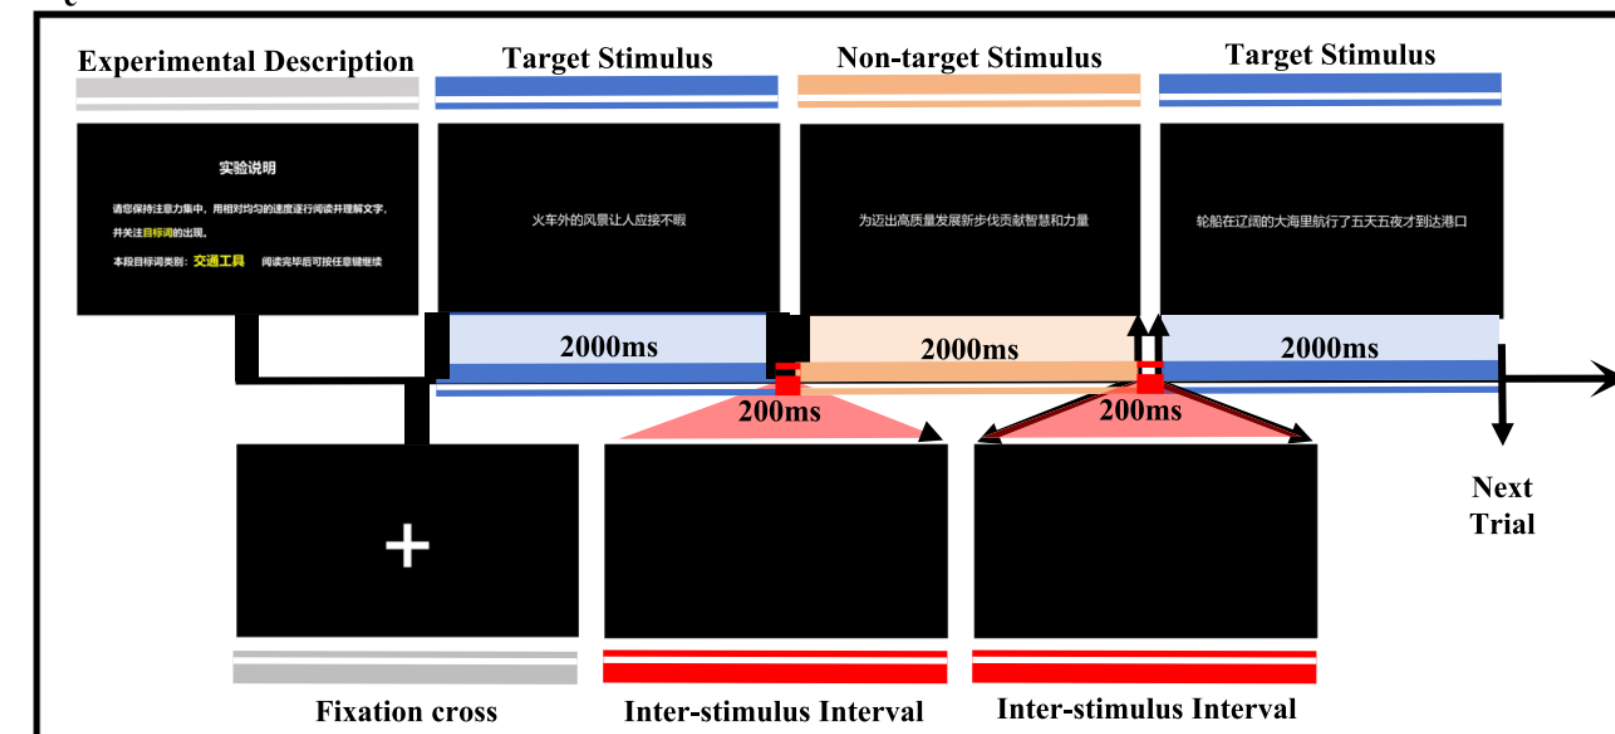 Experimental Description
Target Stimulus
Non-target Stimulus
Target Stimulus
实验说明
请您保持注意力集中，用相对均匀的速度逐行阅读并理解文字，
并关注目标词的出现。
本段目标词类别：交通工具 阅读完毕后可按任意键继续
火车外的风景让人应接不暇
为迈出高质量发展新步伐贡献智慧和力量
轮船在辽阔的大海里航行了五天五夜才到达港口
2000ms
2000ms
2000ms
200ms
200ms
Next
Trial
Fixation cross
Inter-stimulus Interval
Inter-stimulus Interval